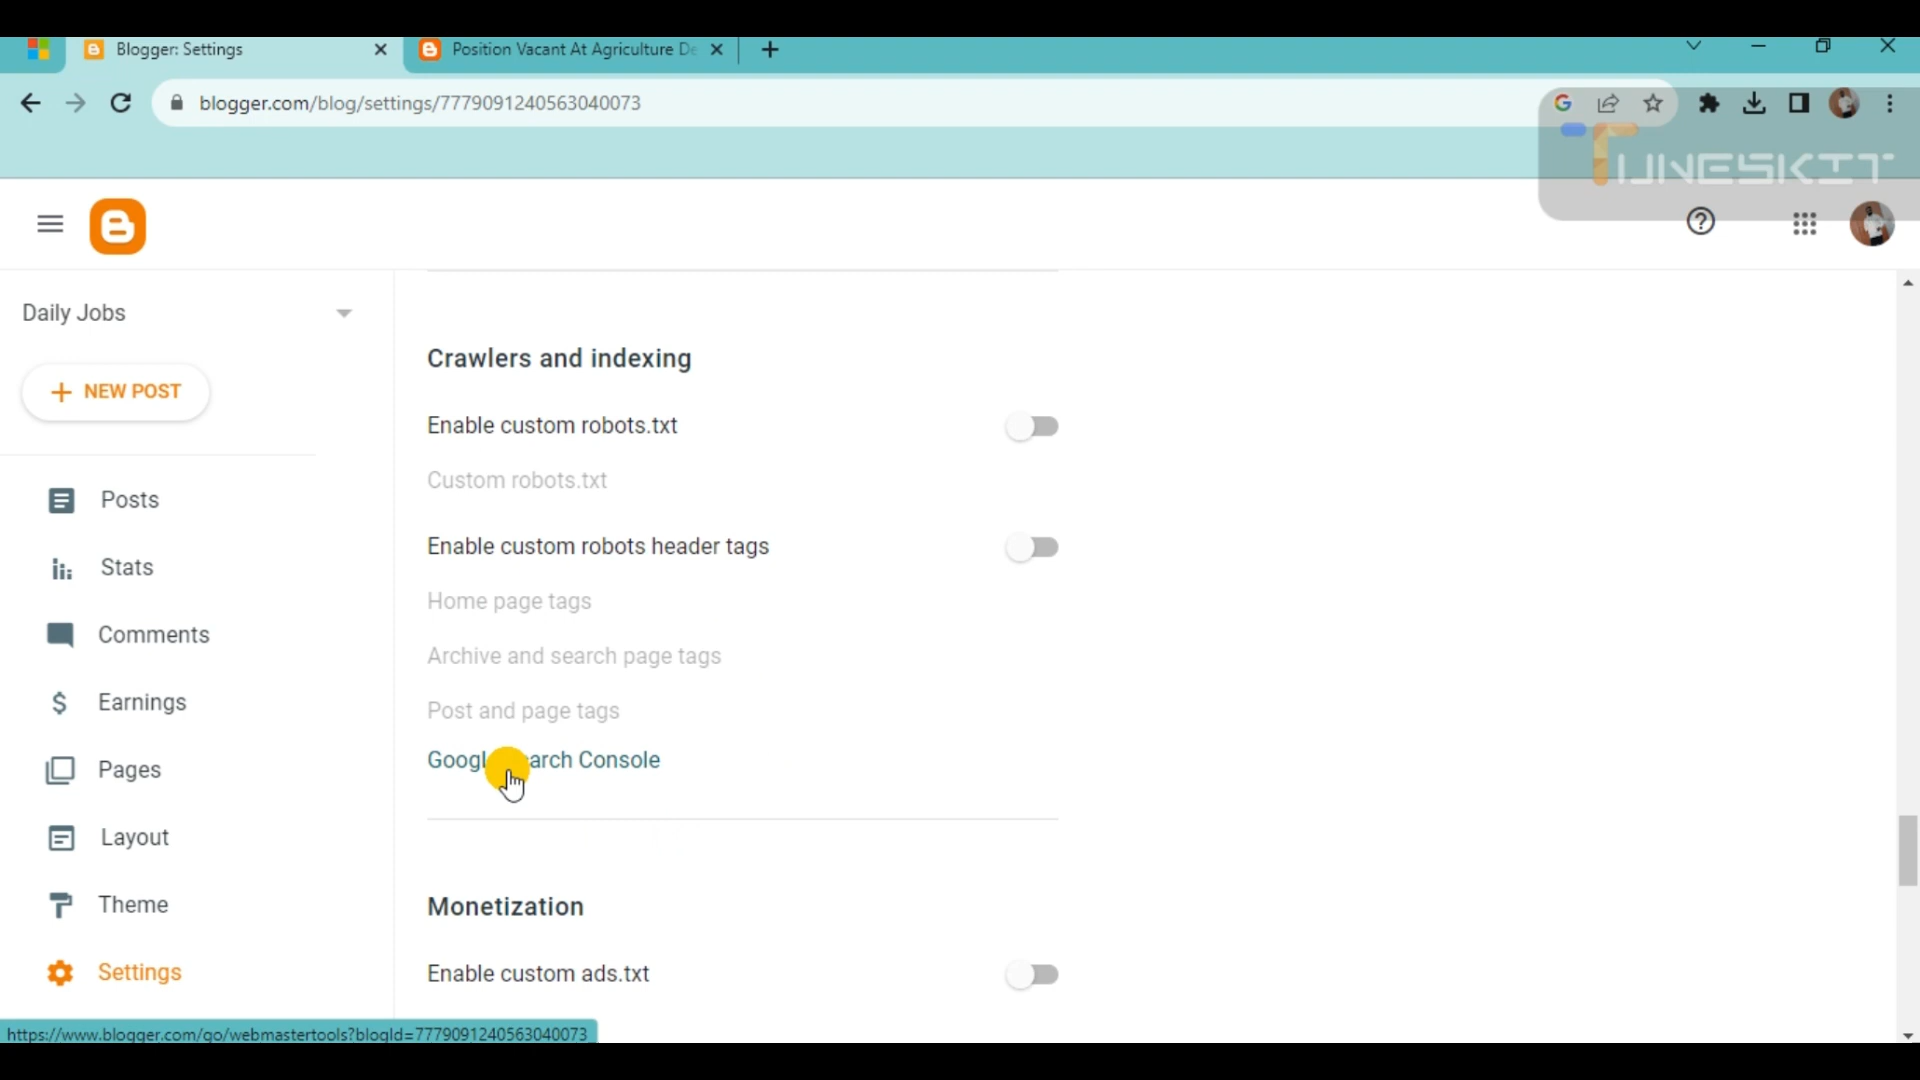 Blogger: Settings
Position Vacant At Agriculture De
blogger.com/blog/settings/7779091240563040073
TUNESKIT
Daily Jobs
NEW POST
Posts
Stats
Comments
Earnings
Pages
Layout
Theme
Settings
Crawlers and indexing
Enable custom robots.txt
Custom robots.txt
Enable custom robots header tags
Home page tags
Archive and search page tags
Post and page tags
Googl arch Console
Monetization
Enable custom ads.txt
https://www.blogger.com/go/webmastertools?blogId=7779091240563040073